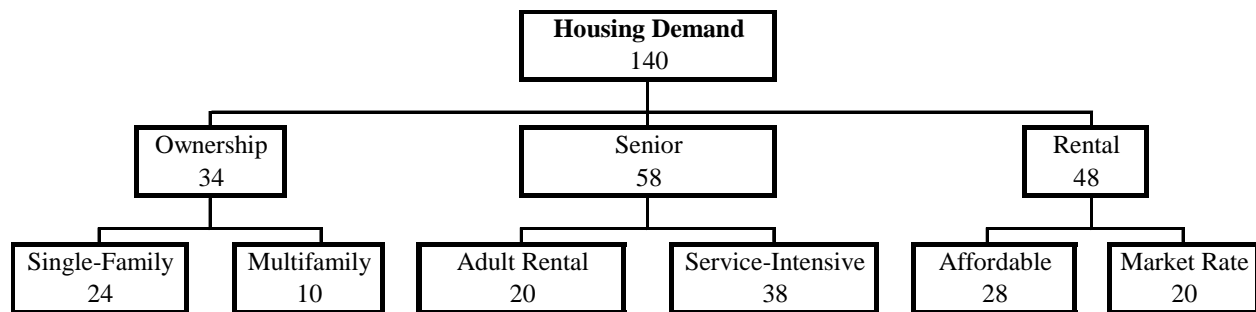 Housing Demand
140
Ownership
34
Senior
58
Rental
48
Single-Family
24
Multifamily
10
Adult Rental
20
Service-Intensive
38
Affordable
28
Market Rate
20